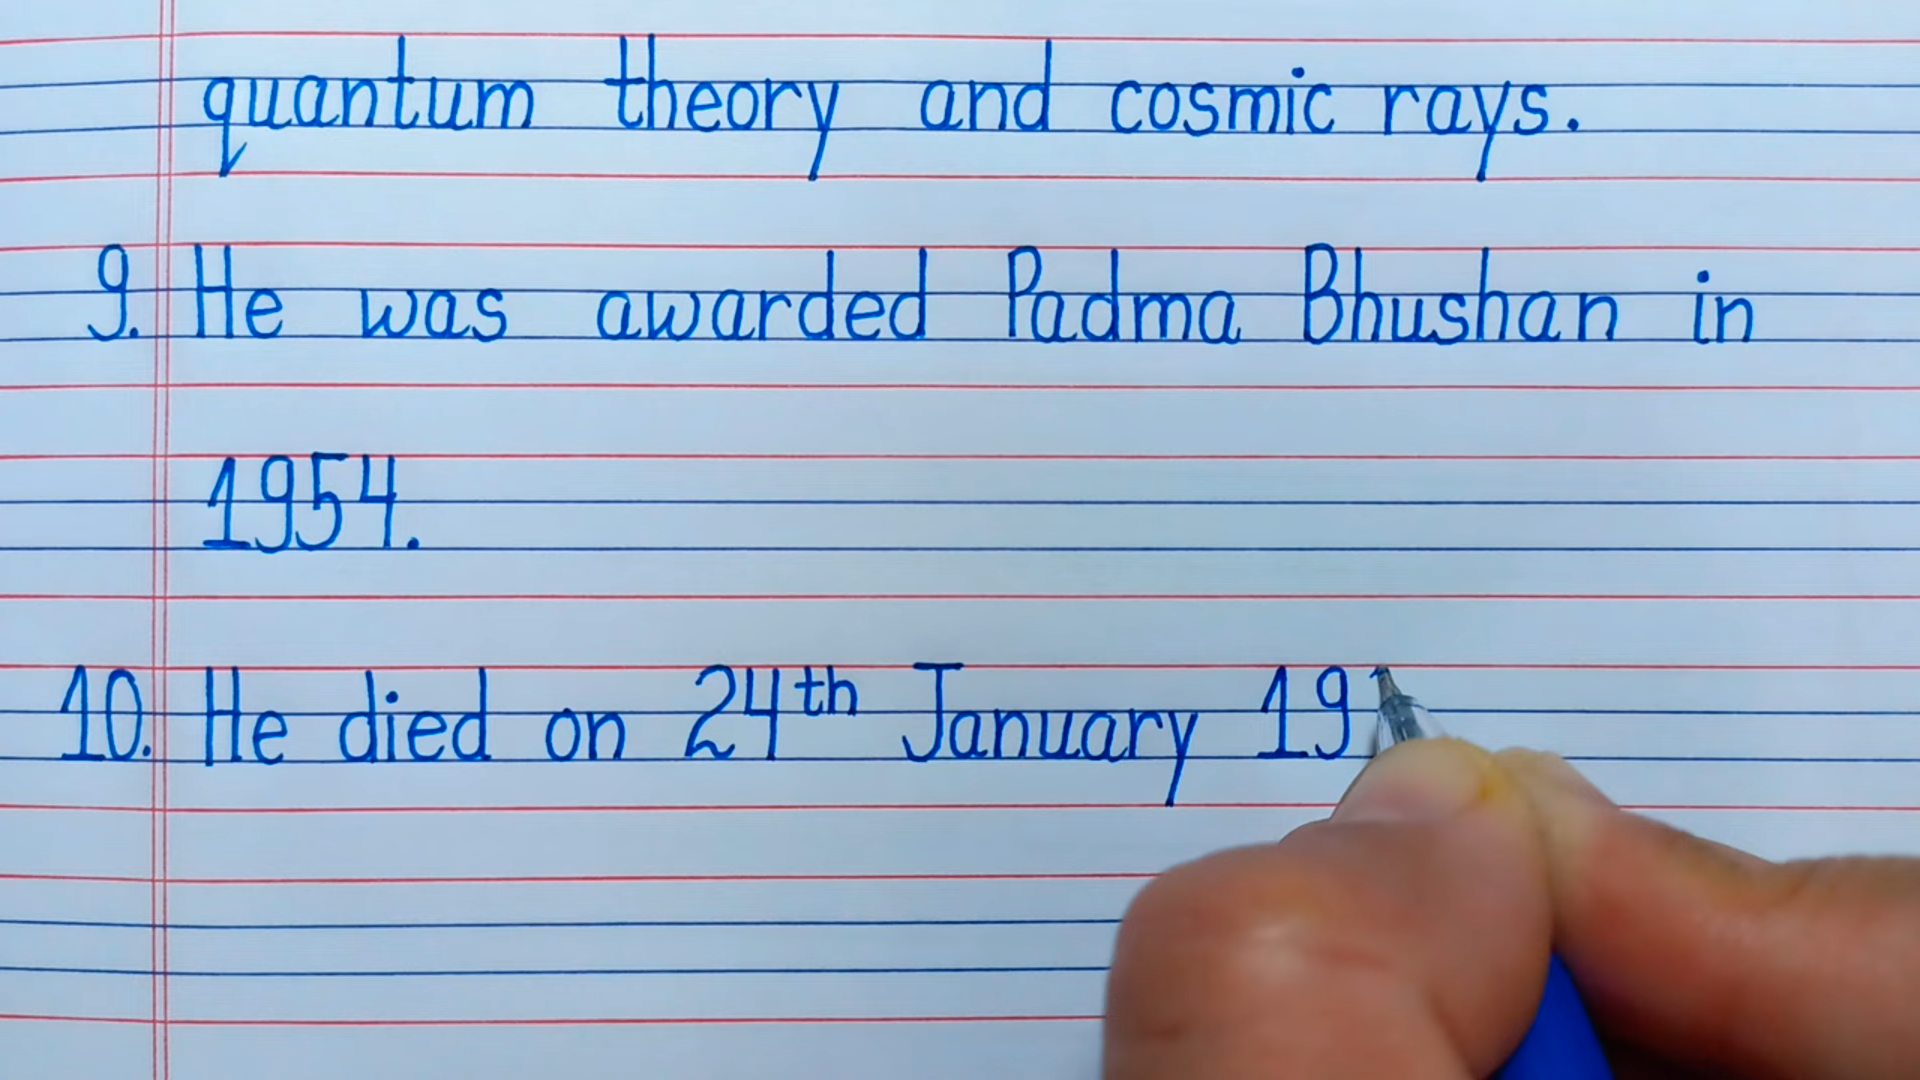 quantum theory and cosmic rays.
9. He was awarded Padma Bhushan in
1954.
10. He died on 24th January 19